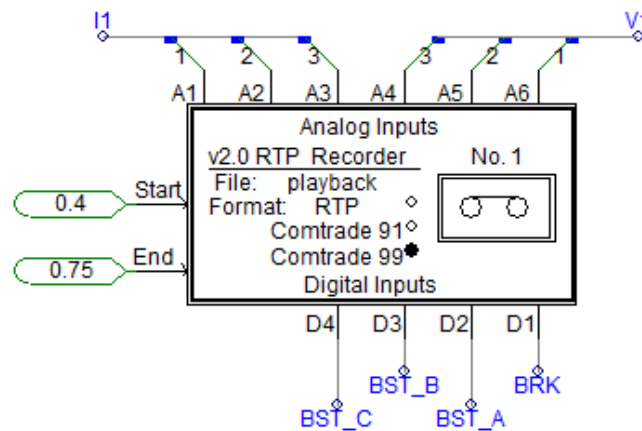 I1 V1
1 2 3 3 2 1
A1 A2 A3 A4 A5 A6
Analog Inputs
v2.0 RTP Recorder No. 1
File: playback
Format: RTP
Comtrade 91
Comtrade 99
Digital Inputs
0.4 Start
0.75 End
D4 D3 D2 D1
BST_B BRK
BST_C BST_A